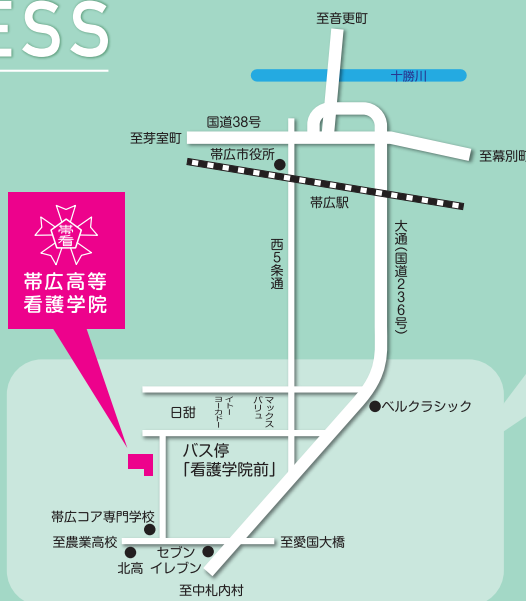 ESS
至音更町
十勝川
国道38号
至芽室町
帯広市役所
至幕別町
帯広駅
西5条通
大通(国道236号)
帯看
帯広高等
看護学院
ベルクラシック
日甜
イトー
ヨーカドー
マックス
バリュ
バス停
「看護学院前」
帯広コア専門学校
至農業高校
セブン
イレブン
至愛国大橋
北高
至中札内村